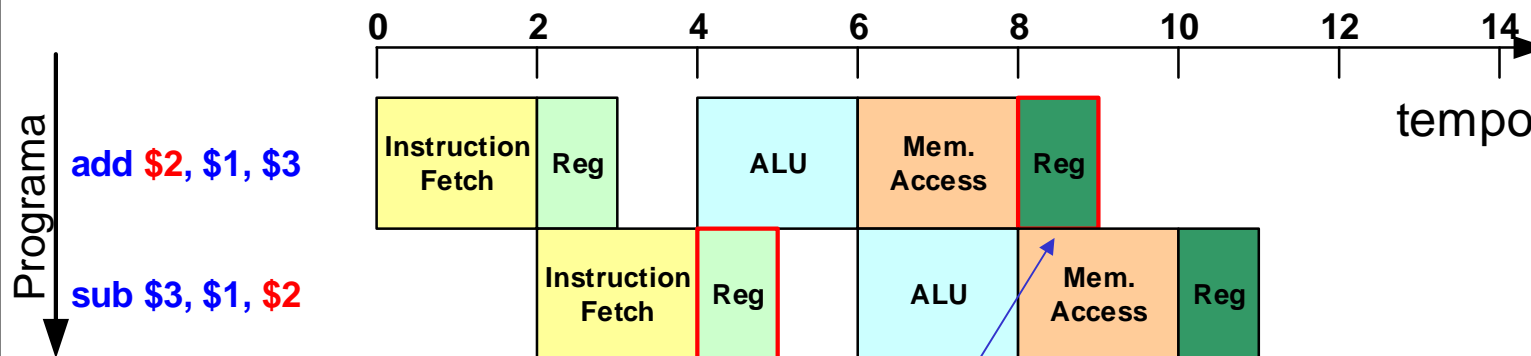 0 2 4 6 8 10 12 14
tempo
Programa
add $2, $1, $3
Instruction
Fetch
Reg
ALU
Mem.
Access
Reg
sub $3, $1, $2
Instruction
Fetch
Reg
ALU
Mem.
Access
Reg